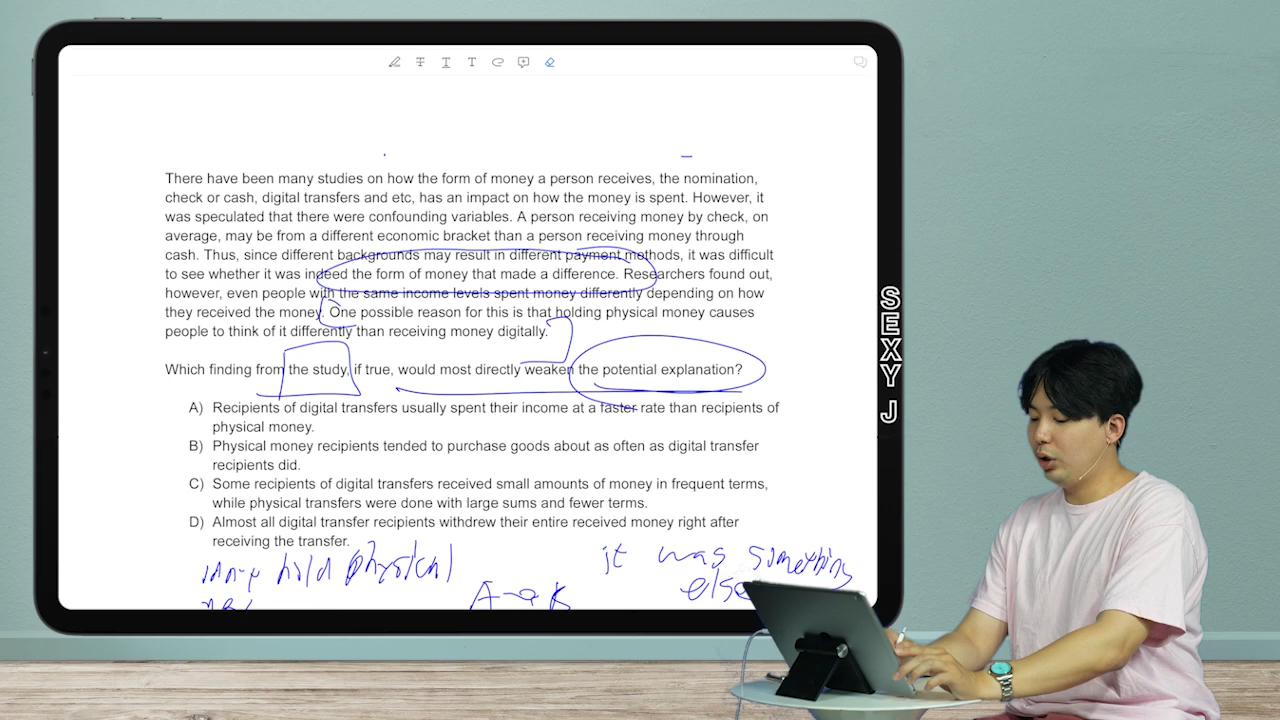 There have been many studies on how the form of money a person receives, the nomination,
check or cash, digital transfers and etc, has an impact on how the money is spent. However, it
was speculated that there were confounding variables. A person receiving money by check, on
average, may be from a different economic bracket than a person receiving money through
cash. Thus, since different backgrounds may result in different payment methods, it was difficult
to see whether it was indeed the form of money that made a difference. Researchers found out,
however, even people with the same income levels spent money differently depending on how
they received the money. One possible reason for this is that holding physical money causes
people to think of it differently than receiving money digitally.
Which finding from the study, if true, would most directly weaken the potential explanation?
A) Recipients of digital transfers usually spent their income at a faster rate than recipients of
physical money.
B) Physical money recipients tended to purchase goods about as often as digital transfer
recipients did.
C) Some recipients of digital transfers received small amounts of money in frequent terms,
while physical transfers were done with large sums and fewer terms.
D) Almost all digital transfer recipients withdrew their entire received money right after
receiving the transfer.
hold physical
it was something
else
SEXY J